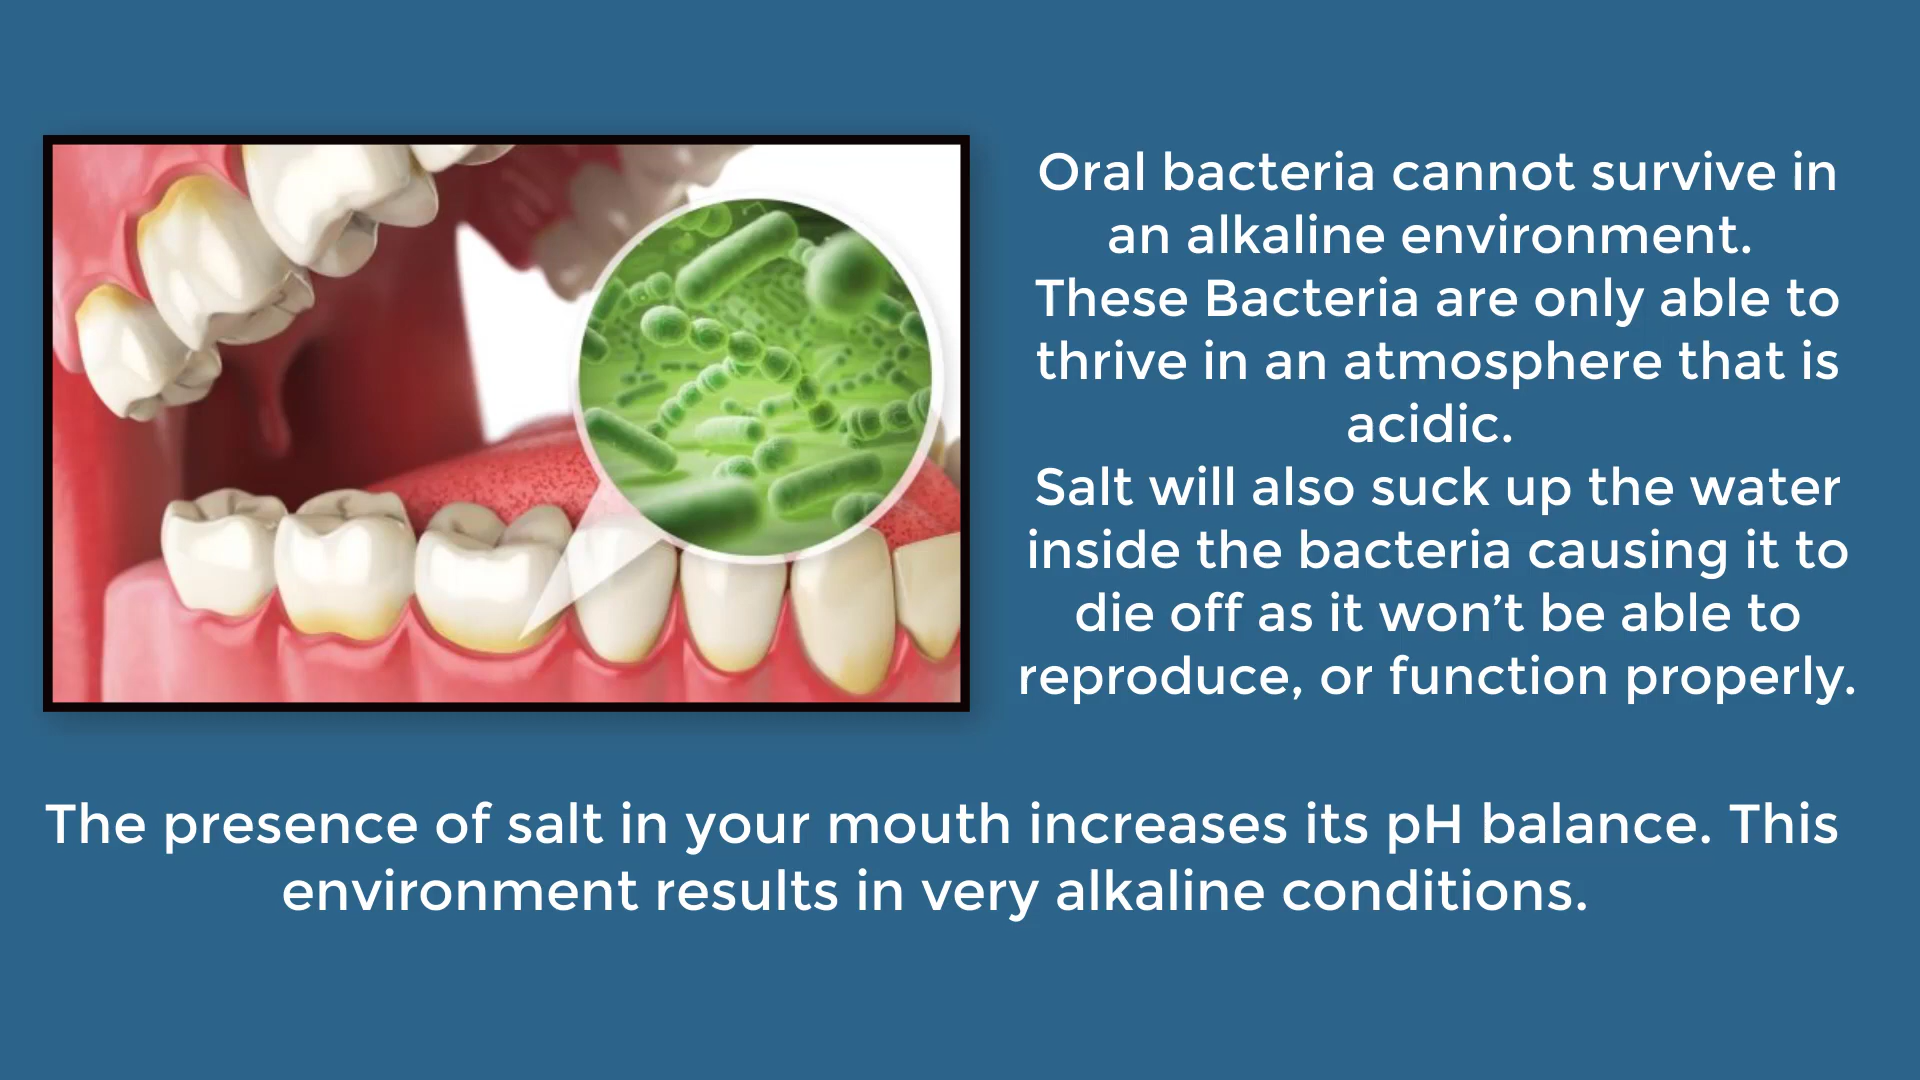 Oral bacteria cannot survive in
an alkaline environment.
These Bacteria are only able to
thrive in an atmosphere that is
acidic.
Salt will also suck up the water
inside the bacteria causing it to
die off as it won’t be able to
reproduce, or function properly.
The presence of salt in your mouth increases its pH balance. This
environment results in very alkaline conditions.